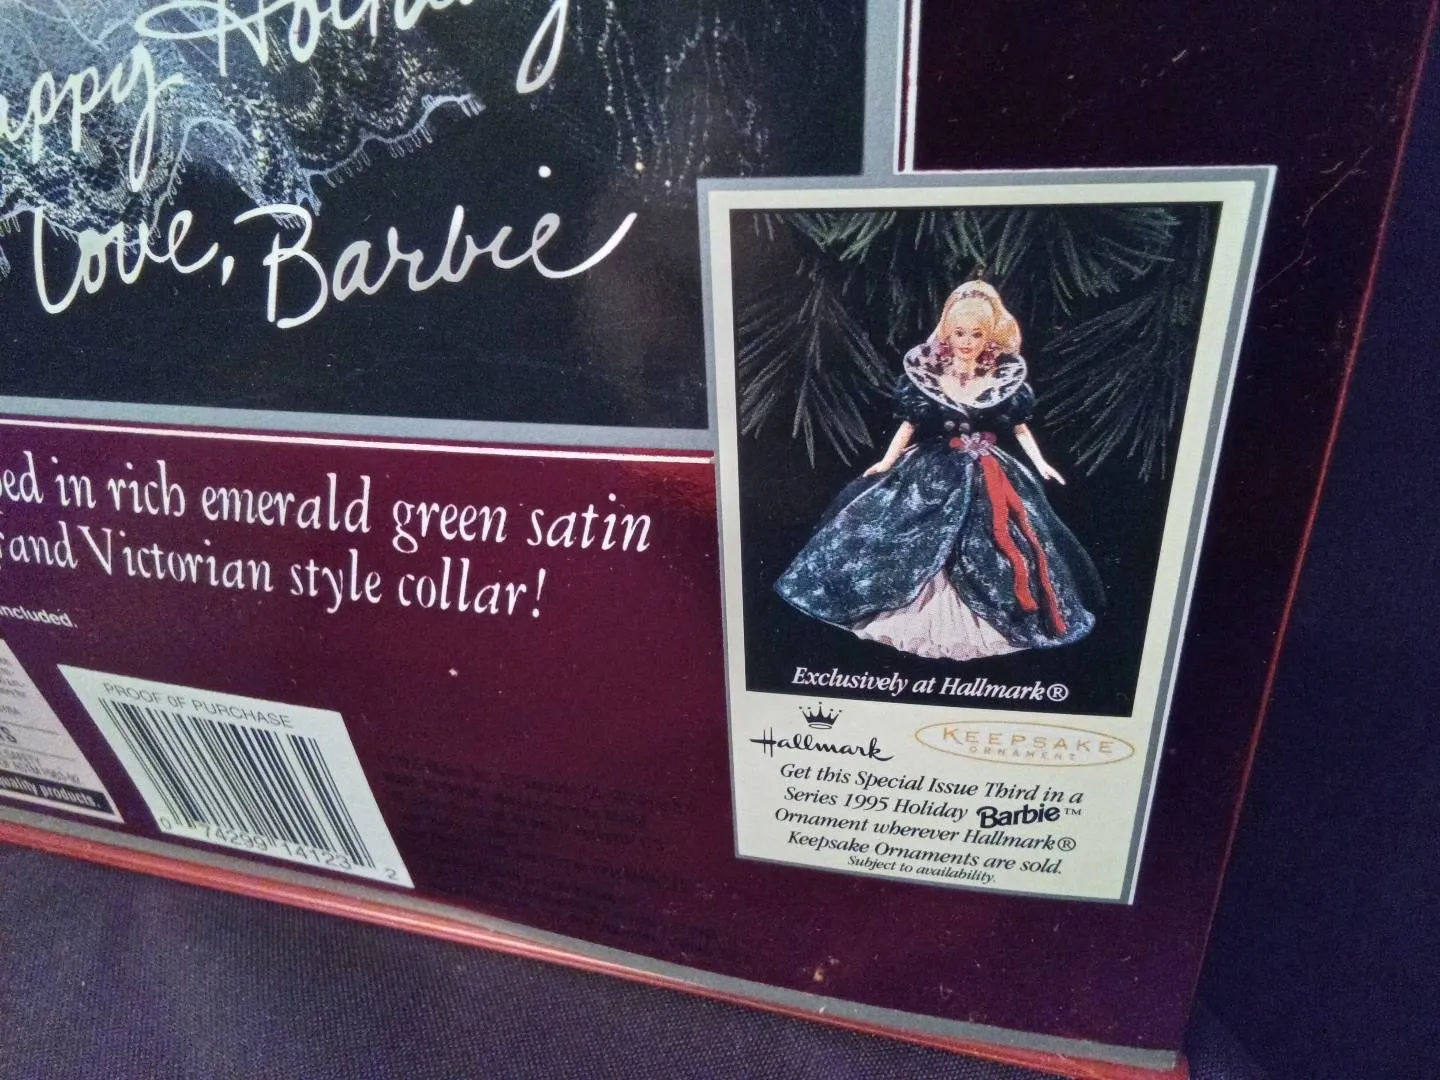 appy Holiday
Love, Barbie
ed in rich emerald green satin
and Victorian style collar!
included.
PROOF OF PURCHASE
0 74299 14123 2
quality products.
Exclusively at Hallmark®
Hallmark
KEEPSAKE
ORNAMENT
Get this Special Issue Third in a
Series 1995 Holiday Barbie™
Ornament wherever Hallmark®
Keepsake Ornaments are sold.
Subject to availability.